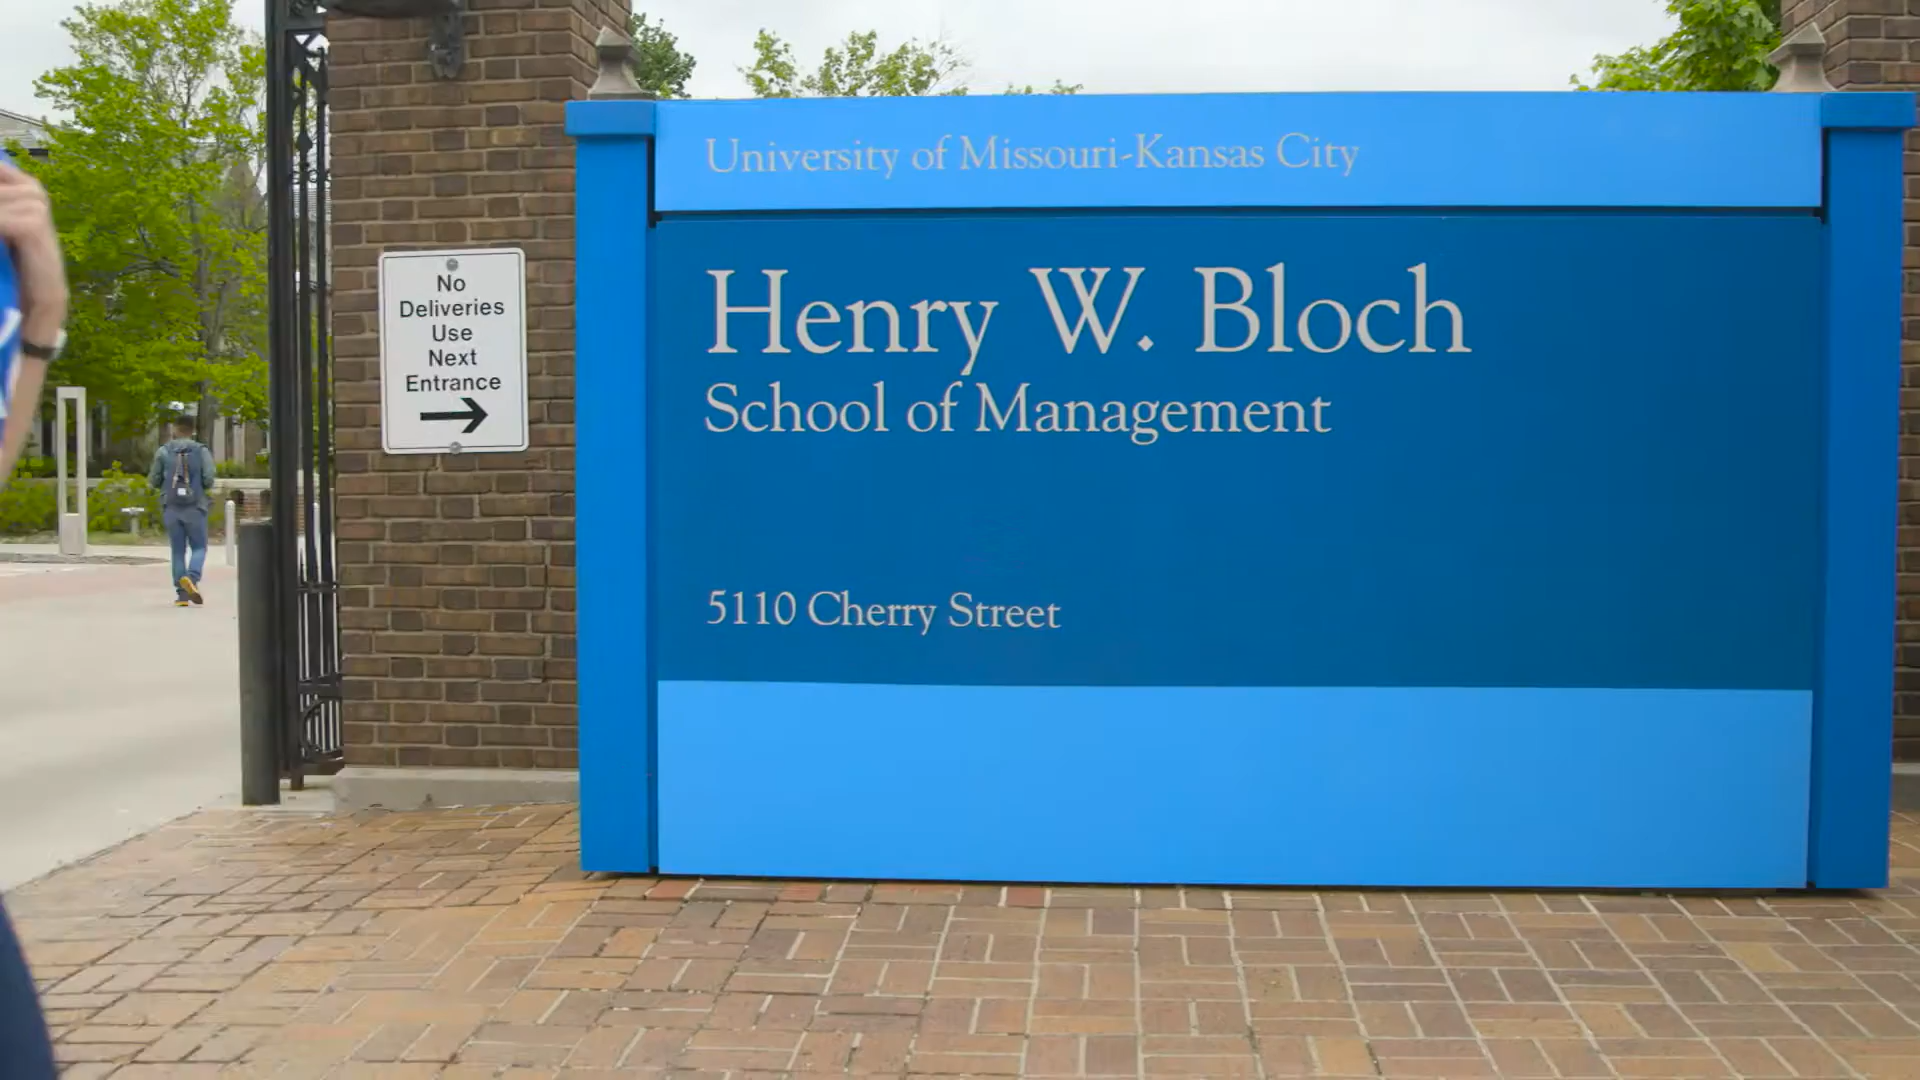 University of Missouri-Kansas City
Henry W. Bloch
School of Management
5110 Cherry Street
No
Deliveries
Use
Next
Entrance